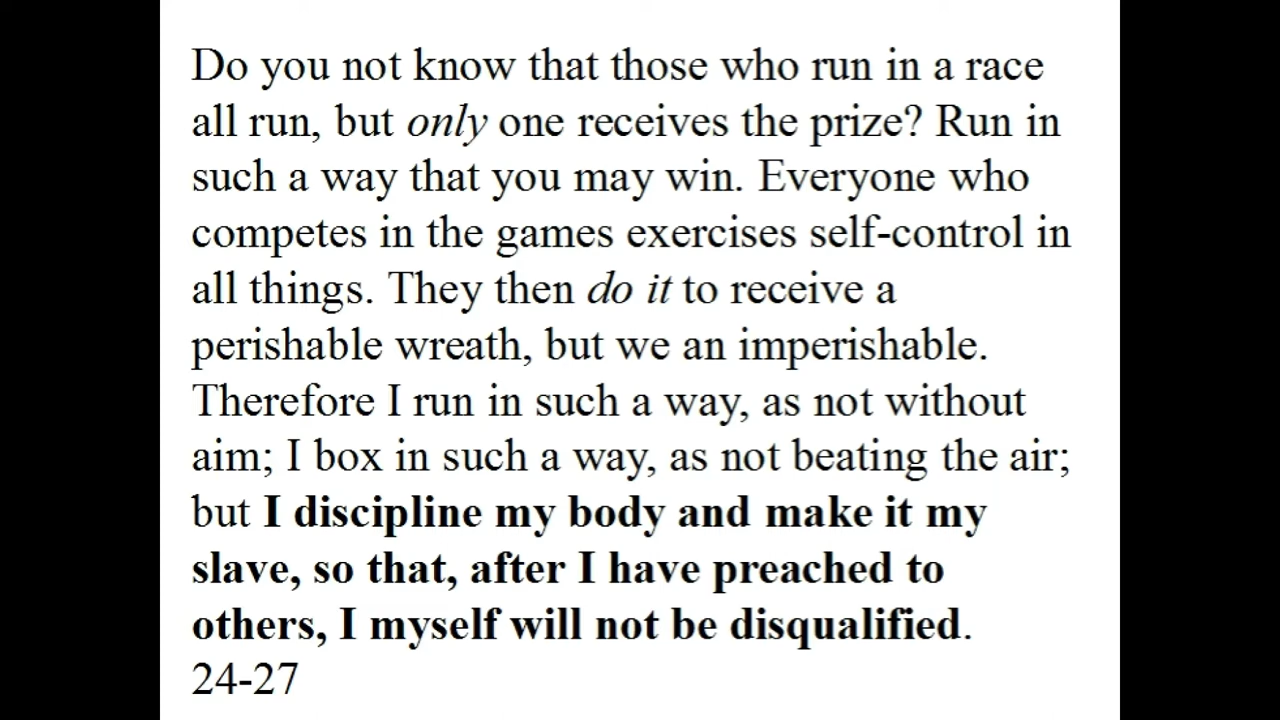 Do you not know that those who run in a race
all run, but only one receives the prize? Run in
such a way that you may win. Everyone who
competes in the games exercises self-control in
all things. They then do it to receive a
perishable wreath, but we an imperishable.
Therefore I run in such a way, as not without
aim; I box in such a way, as not beating the air;
but I discipline my body and make it my
slave, so that, after I have preached to
others, I myself will not be disqualified.
24-27